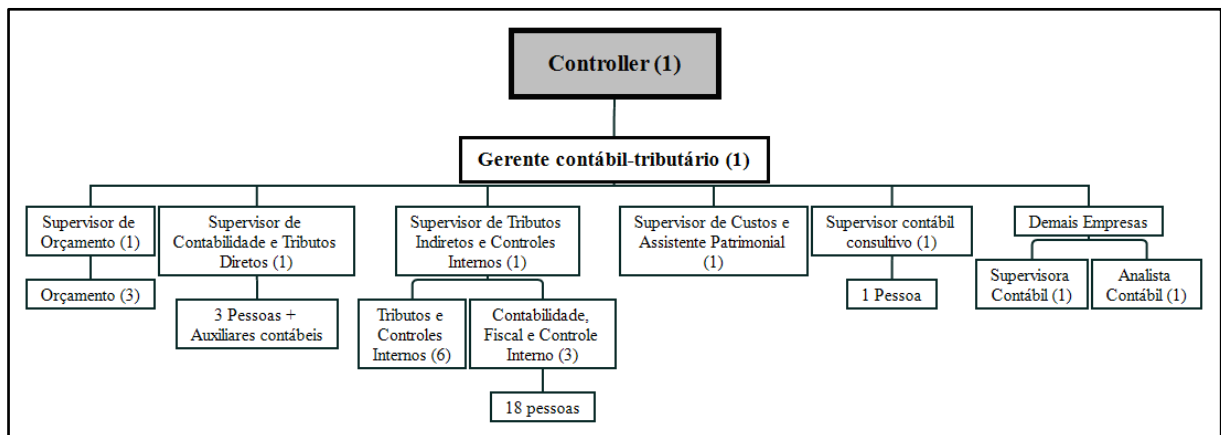 Controller (1)
Gerente contábil-tributário (1)
Supervisor de
Orçamento (1)
Orçamento (3)
Supervisor de
Contabilidade e Tributos
Diretos (1)
3 Pessoas +
Auxiliares contábeis
Supervisor de Tributos
Indiretos e Controles
Internos (1)
Tributos e
Controles
Internos (6)
Contabilidade,
Fiscal e Controle
Interno (3)
18 pessoas
Supervisor de Custos e
Assistente Patrimonial
(1)
Supervisor contábil
consultivo (1)
1 Pessoa
Demais Empresas
Supervisora
Contábil (1)
Analista
Contábil (1)